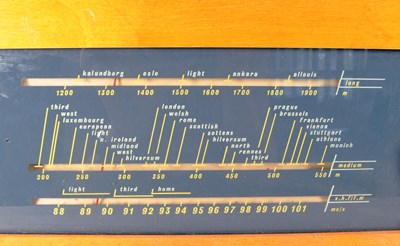 kalundborg oslo light ankara allouis
long
1200 1300 1400 1500 1600 1700 1800 1900 m
third london prague
west welsh brussels
luxembourg rome frankfurt
european scottish vienna
light sottens stuttgart
n. ireland hilversum athlone
midland north munich
west rennes
hilversum third
medium
200 250 300 350 400 450 500 550 m
light third home
v.h.f/f.m
88 89 90 91 92 93 94 95 96 97 98 99 100 101 mc/s